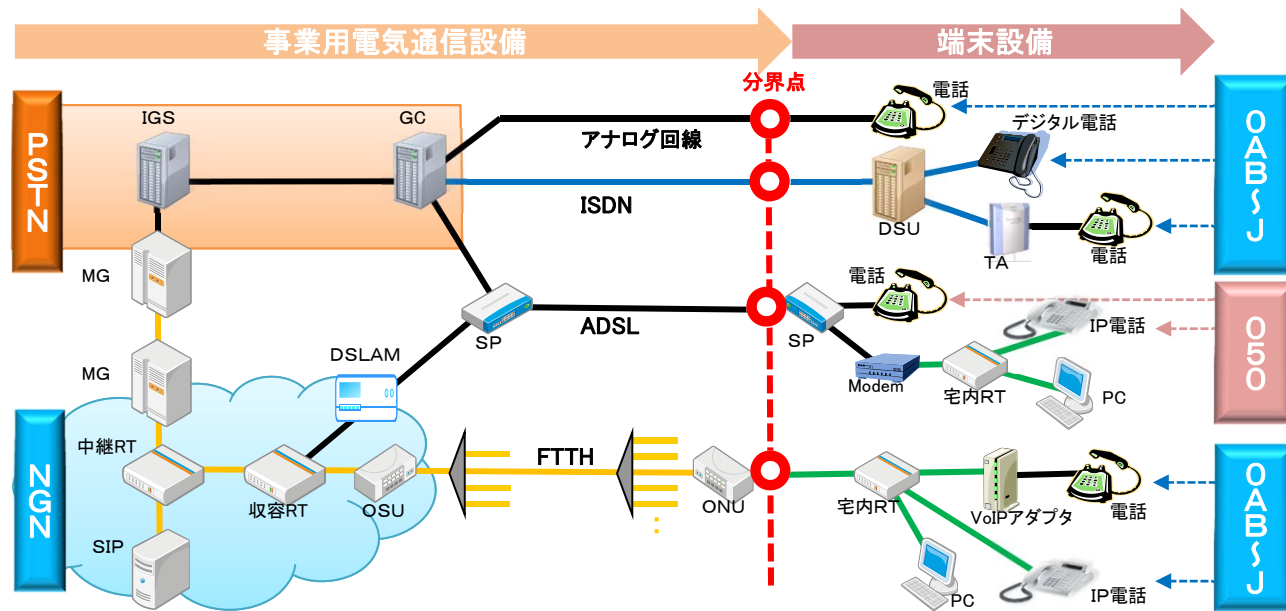 事業用電気通信設備
端末設備
分界点
PSTN
IGS
GC
アナログ回線
電話
デジタル電話
ISDN
DSU
TA
電話
0AB~J
MG
電話
SP
ADSL
SP
IP電話
050
MG
DSLAM
Modem
宅内RT
PC
NGN
中継RT
収容RT
OSU
FTTH
ONU
宅内RT
VoIPアダプタ
電話
0AB~J
SIP
PC
IP電話